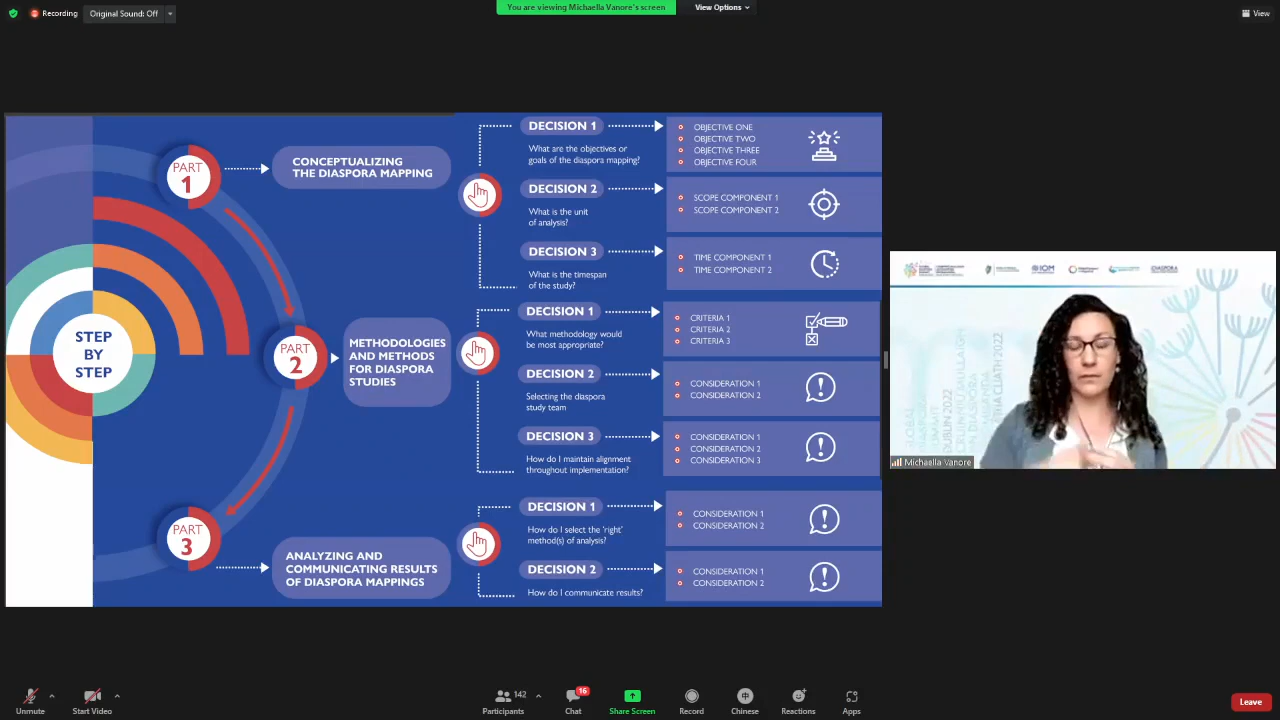 Recording
Original Sound: Off
You are viewing Michaella Vanore's screen
View Options
View
STEP
BY
STEP
PART
1
CONCEPTUALIZING
THE DIASPORA MAPPING
DECISION 1
What are the objectives or
goals of the diaspora mapping?
OBJECTIVE ONE
OBJECTIVE TWO
OBJECTIVE THREE
OBJECTIVE FOUR
DECISION 2
What is the unit
of analysis?
SCOPE COMPONENT 1
SCOPE COMPONENT 2
DECISION 3
What is the timespan
of the study?
TIME COMPONENT 1
TIME COMPONENT 2
PART
2
METHODOLOGIES
AND METHODS
FOR DIASPORA
STUDIES
DECISION 1
What methodology would
be most appropriate?
CRITERIA 1
CRITERIA 2
CRITERIA 3
DECISION 2
Selecting the diaspora
study team
CONSIDERATION 1
CONSIDERATION 2
DECISION 3
How do I maintain alignment
throughout implementation?
CONSIDERATION 1
CONSIDERATION 2
CONSIDERATION 3
PART
3
ANALYZING AND
COMMUNICATING RESULTS
OF DIASPORA MAPPINGS
DECISION 1
How do I select the 'right'
method(s) of analysis?
CONSIDERATION 1
CONSIDERATION 2
DECISION 2
How do I communicate results?
CONSIDERATION 1
CONSIDERATION 2
IOM
DUBLIN 2022
Michaella Vanore
Unmute
Start Video
142
Participants
16
Chat
Share Screen
Record
中
Chinese
Reactions
Apps
Leave